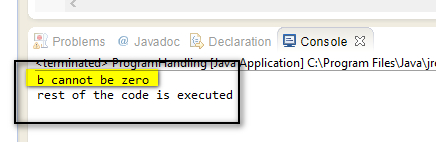 Problems @ Javadoc Declaration Console
<terminated> ProgramHandling [Java Application] C:\Program Files\Java\jr
b cannot be zero
rest of the code is executed